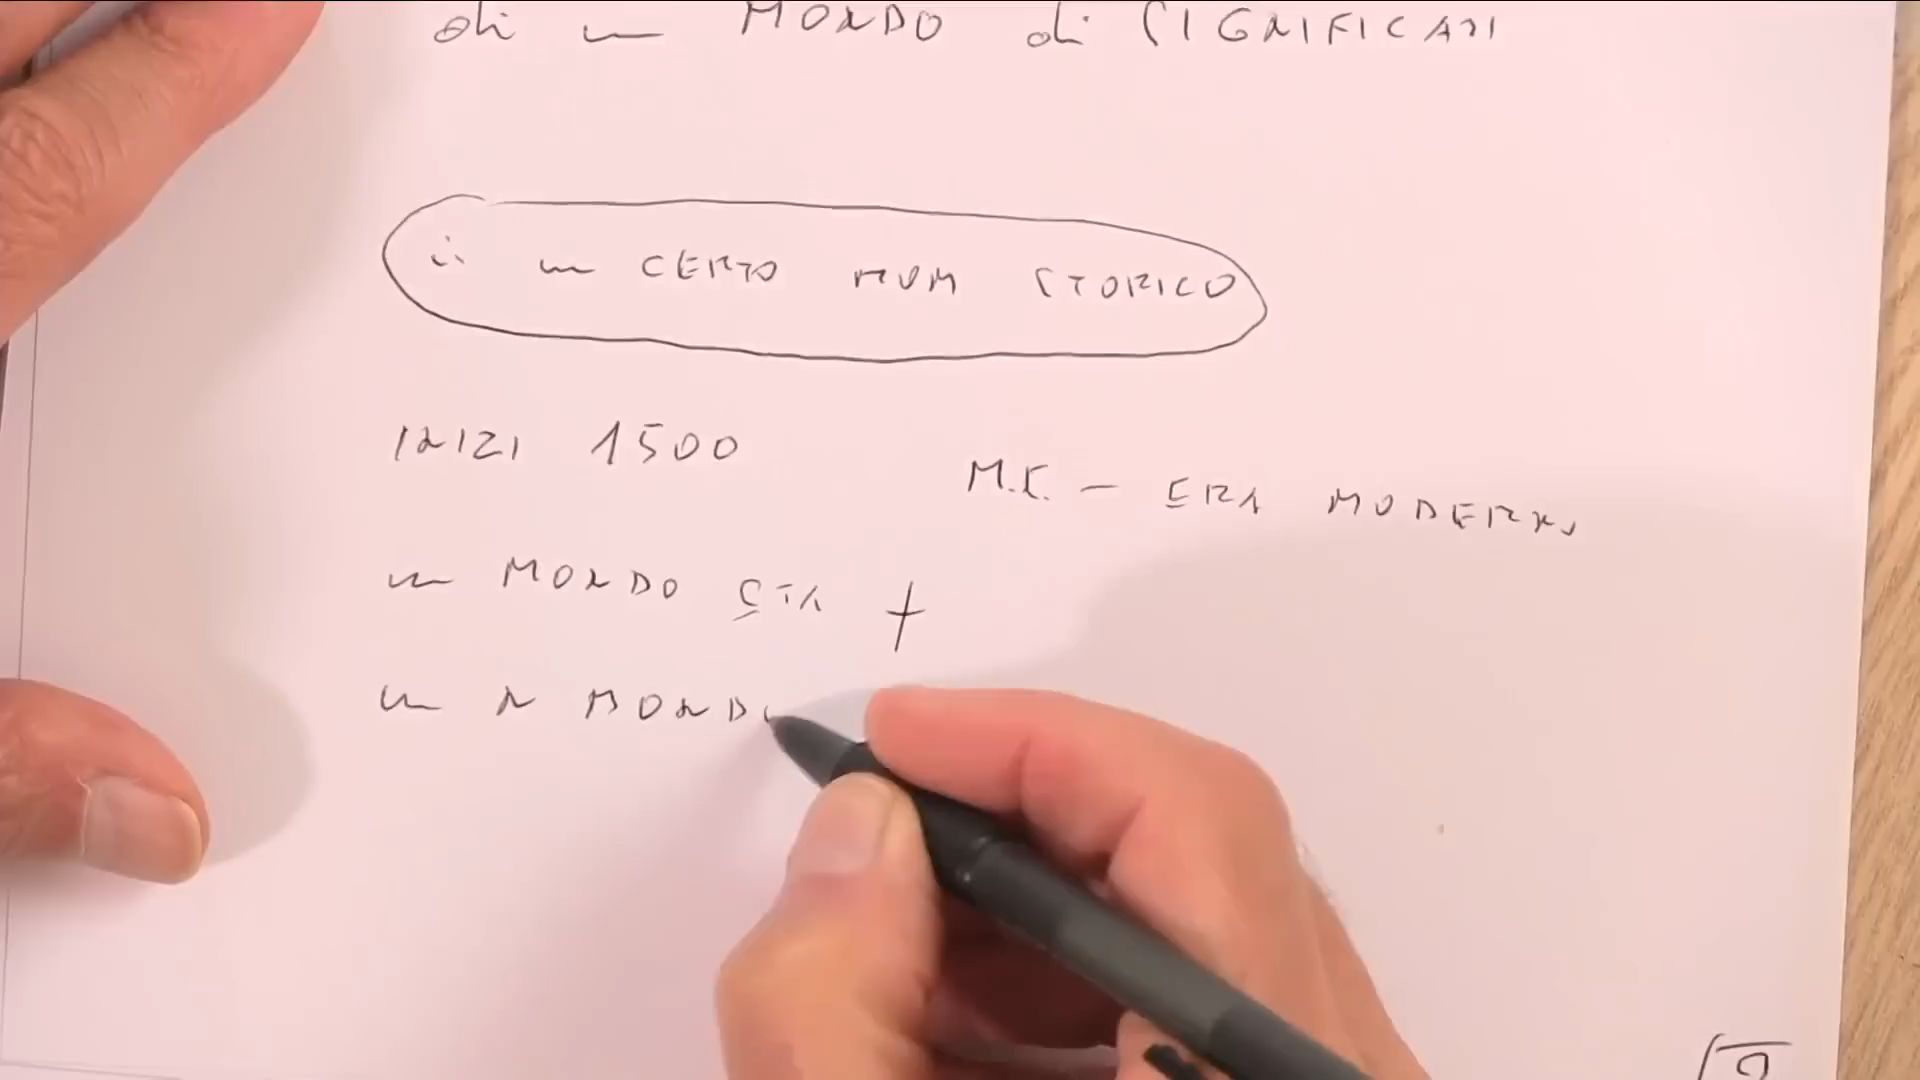 di un MONDO di SIGNIFICATI
in un CERTO MOM STORICO
INIZI 1500
M.E. - ERA MODERNA
un MONDO STA †
un N MONDO
9